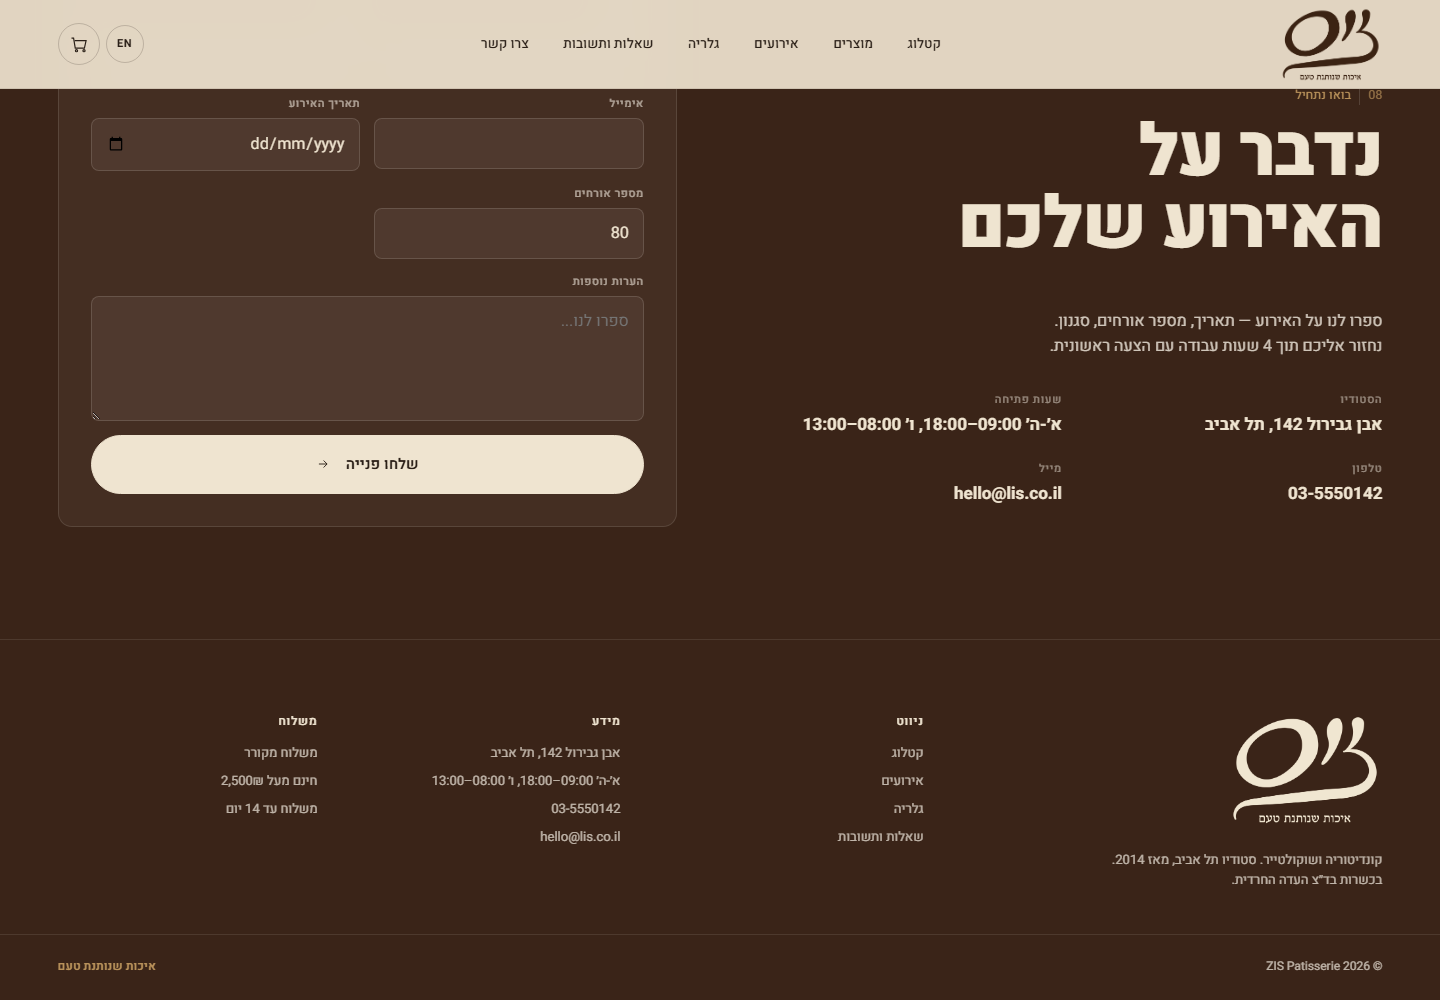 ציס
איכות שנותנת טעם
קטלוג
מוצרים
אירועים
גלריה
שאלות ותשובות
צרו קשר
EN
08 | בואו נתחיל
נדבר על
האירוע שלכם
ספרו לנו על האירוע — תאריך, מספר אורחים, סגנון.
נחזור אליכם תוך 4 שעות עבודה עם הצעה ראשונית.
הסטודיו
אבן גבירול 142, תל אביב
שעות פתיחה
א׳-ה׳ 09:00–18:00, ו׳ 08:00–13:00
טלפון
03-5550142
מייל
hello@lis.co.il
אימייל
תאריך האירוע
dd/mm/yyyy
מספר אורחים
80
הערות נוספות
ספרו לנו...
שלחו פנייה →
ציס
איכות שנותנת טעם
קונדיטוריה ושוקולטייר. סטודיו תל אביב, מאז 2014.
בכשרות בד״צ העדה החרדית.
ניווט
קטלוג
אירועים
גלריה
שאלות ותשובות
מידע
אבן גבירול 142, תל אביב
א׳-ה׳ 09:00–18:00, ו׳ 08:00–13:00
03-5550142
hello@lis.co.il
משלוח
משלוח מקורר
חינם מעל 2,500₪
משלוח עד 14 יום
© 2026 ZIS Patisserie
איכות שנותנת טעם